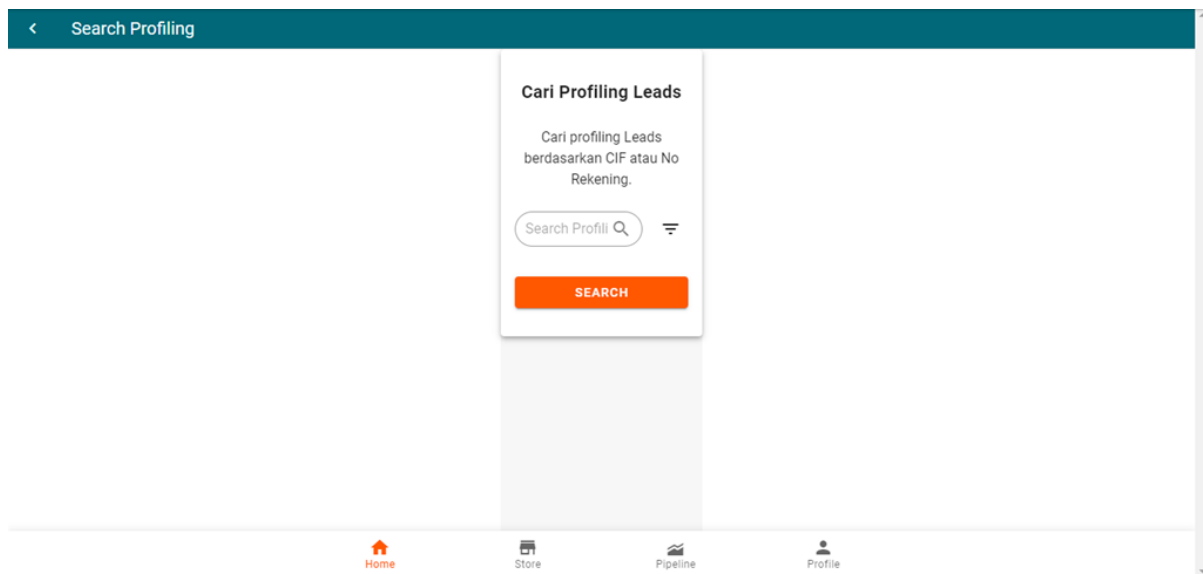 Search Profiling
Cari Profiling Leads
Cari profiling Leads
berdasarkan CIF atau No
Rekening.
Search Profili
SEARCH
Home
Store
Pipeline
Profile